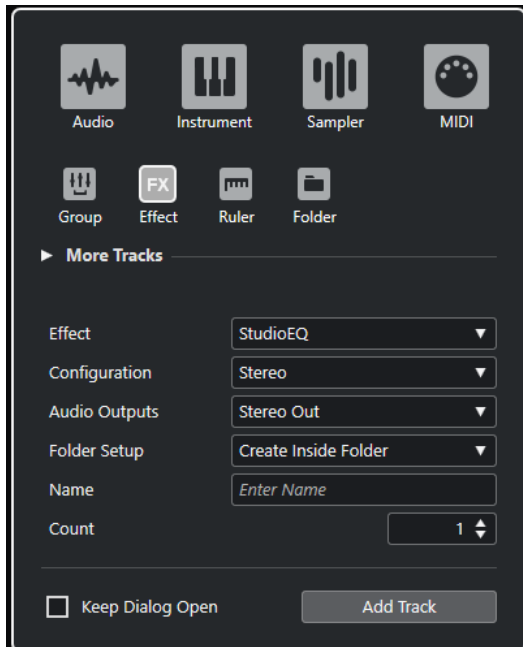 Audio Instrument Sampler MIDI
FX
Group Effect Ruler Folder
More Tracks
Effect StudioEQ
Configuration Stereo
Audio Outputs Stereo Out
Folder Setup Create Inside Folder
Name Enter Name
Count 1
Keep Dialog Open Add Track